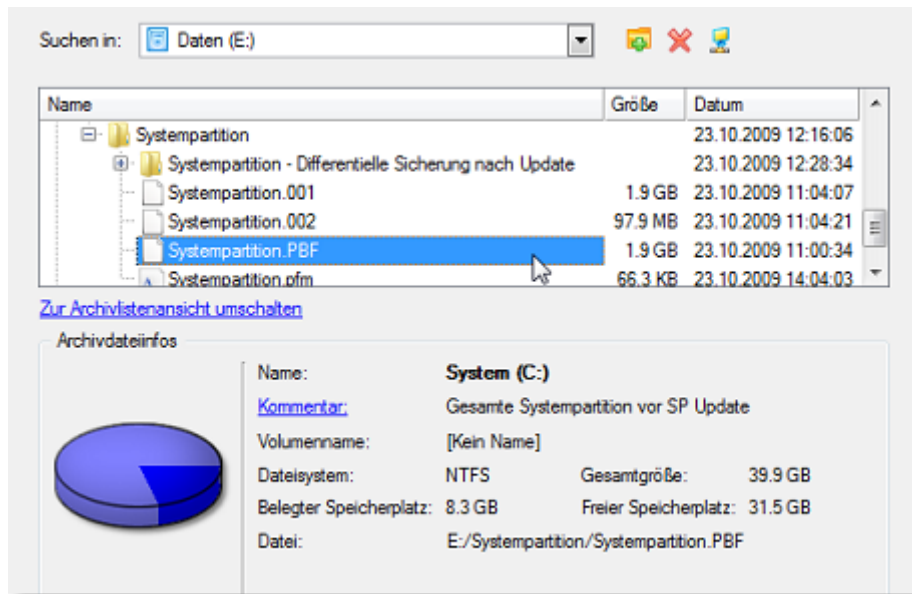 Suchen in: Daten (E:)
Name Größe Datum
Systempartition 23.10.2009 12:16:06
Systempartition - Differentielle Sicherung nach Update 23.10.2009 12:28:34
Systempartition.001 1.9 GB 23.10.2009 11:04:07
Systempartition.002 97.9 MB 23.10.2009 11:04:21
Systempartition.PBF 1.9 GB 23.10.2009 11:00:34
Systempartition.pfm 66.3 KB 23.10.2009 14:04:03
Zur Archivlistenansicht umschalten
Archivdateiinfos
Name: System (C:)
Kommentar: Gesamte Systempartition vor SP Update
Volumenname: [Kein Name]
Dateisystem: NTFS Gesamtgröße: 39.9 GB
Belegter Speicherplatz: 8.3 GB Freier Speicherplatz: 31.5 GB
Datei: E:/Systempartition/Systempartition.PBF